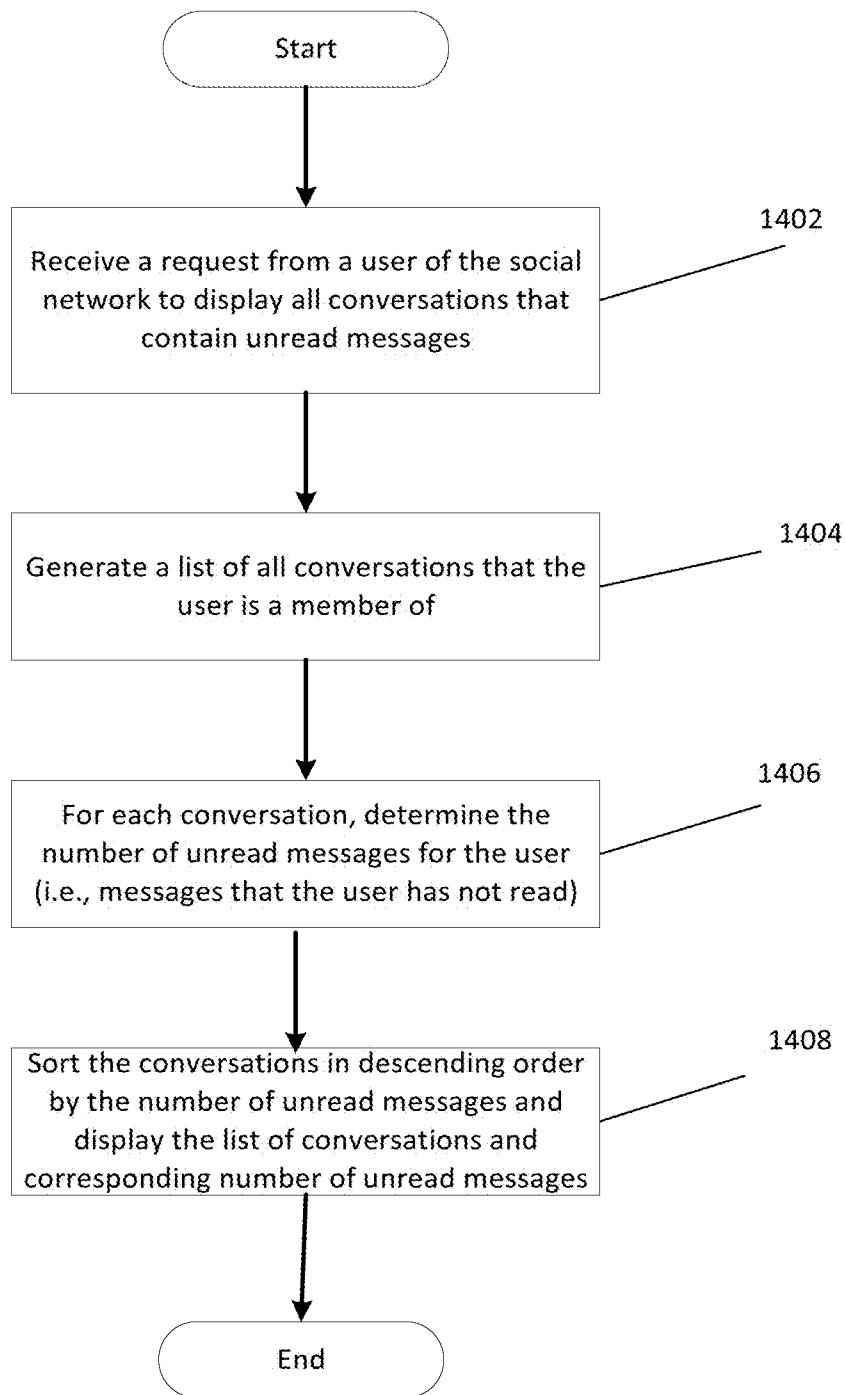 Start
1402
Receive a request from a user of the social
network to display all conversations that
contain unread messages
1404
Generate a list of all conversations that the
user is a member of
1406
For each conversation, determine the
number of unread messages for the user
(i.e., messages that the user has not read)
1408
Sort the conversations in descending order
by the number of unread messages and
display the list of conversations and
corresponding number of unread messages
End